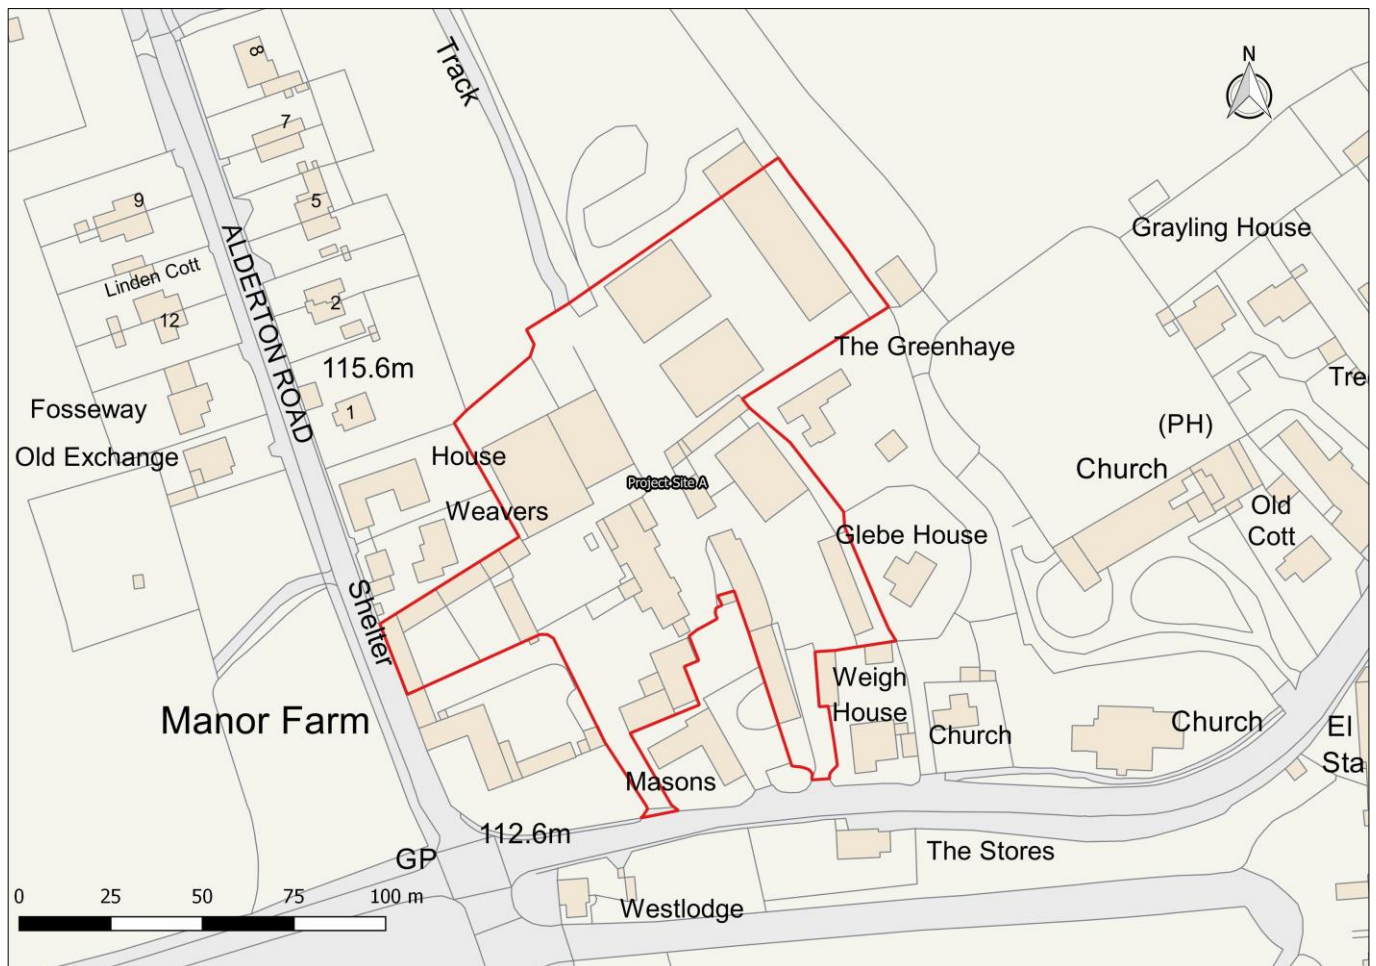 8
Track
N
7
9
5
Grayling House
ALDERTON ROAD
Linden Cott
2
12
The Greenhaye
115.6m
Tree
Fosseway
1
(PH)
Old Exchange
House
Church
Project Site A
Weavers
Old
Cott
Glebe House
Shelter
Weigh
House
Manor Farm
Church
Church
El
Sta
Masons
112.6m
GP
The Stores
0 25 50 75 100 m
Westlodge